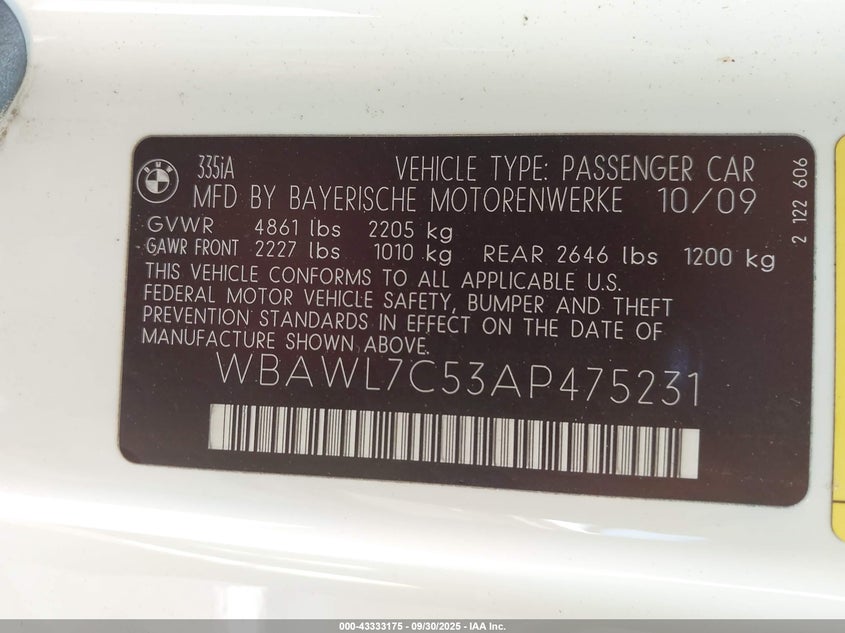 BMW
335iA VEHICLE TYPE: PASSENGER CAR
MFD BY BAYERISCHE MOTORENWERKE 10/09
GVWR 4861 lbs 2205 kg
GAWR FRONT 2227 lbs 1010 kg REAR 2646 lbs 1200 kg
THIS VEHICLE CONFORMS TO ALL APPLICABLE U.S.
FEDERAL MOTOR VEHICLE SAFETY, BUMPER AND THEFT
PREVENTION STANDARDS IN EFFECT ON THE DATE OF
MANUFACTURE SHOWN ABOVE.
WBAWL7C53AP475231
2 122 606
000-43333175 - 09/30/2025 - IAA Inc.